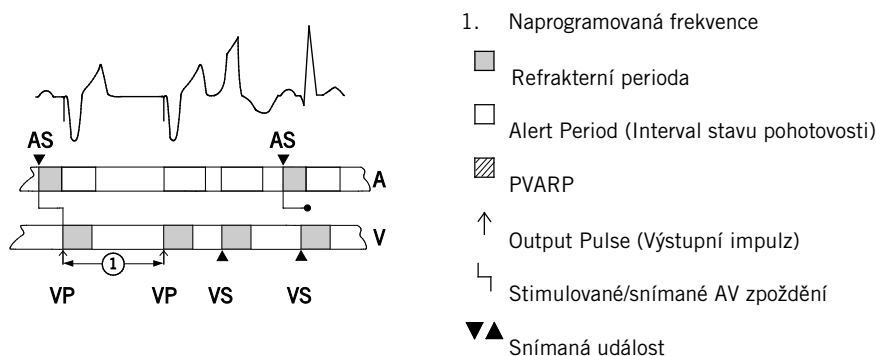 1. Naprogramovaná frekvence
Refrakterní perioda
Alert Period (Interval stavu pohotovosti)
PVARP
Output Pulse (Výstupní impulz)
Stimulované/snímané AV zpoždění
Snímaná událost
AS AS
A
V
1
VP VP VS VS